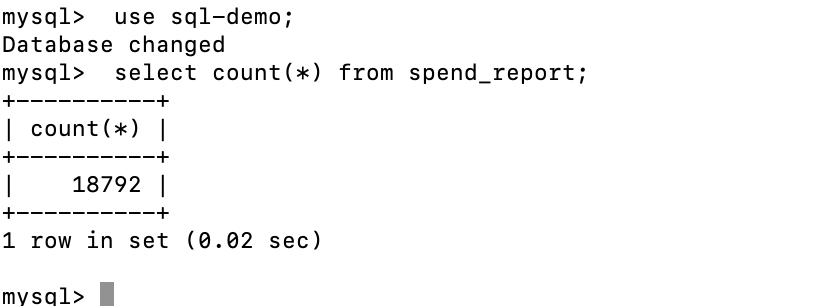 mysql>  use sql-demo;
Database changed
mysql>  select count(*) from spend_report;
+----------+
| count(*) |
+----------+
|    18792 |
+----------+
1 row in set (0.02 sec)

mysql>